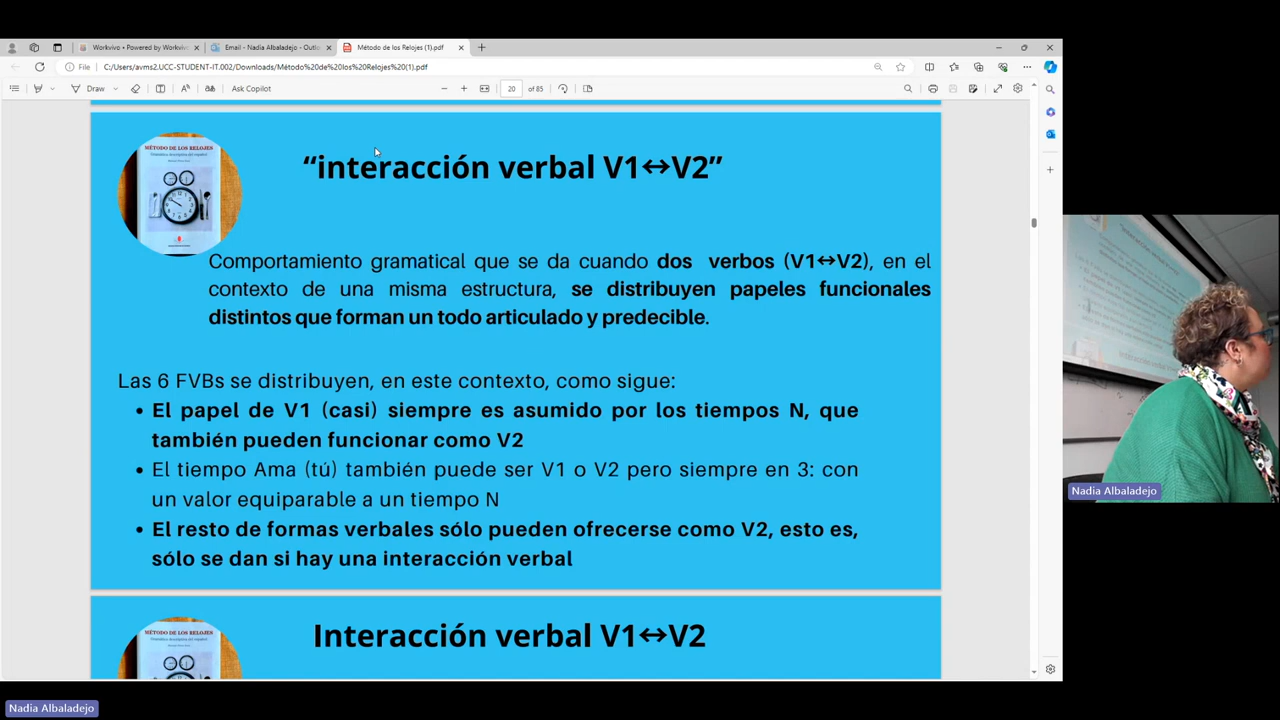 Workvivo • Powered by Workvivo
Email - Nadia Albaladejo - Outlo
Método de los Relojes (1).pdf
File
C:/Users/avms2.UCC-STUDENT-IT.002/Downloads/Método%20de%20los%20Relojes%20(1).pdf
Draw
Ask Copilot
20 of 85
MÉTODO DE LOS RELOJES
“interacción verbal V1↔V2”
Comportamiento gramatical que se da cuando dos verbos (V1↔V2), en el
contexto de una misma estructura, se distribuyen papeles funcionales
distintos que forman un todo articulado y predecible.
Las 6 FVBs se distribuyen, en este contexto, como sigue:
• El papel de V1 (casi) siempre es asumido por los tiempos N, que
también pueden funcionar como V2
• El tiempo Ama (tú) también puede ser V1 o V2 pero siempre en 3: con
un valor equiparable a un tiempo N
• El resto de formas verbales sólo pueden ofrecerse como V2, esto es,
sólo se dan si hay una interacción verbal
MÉTODO DE LOS RELOJES
Interacción verbal V1↔V2
Nadia Albaladejo
Nadia Albaladejo